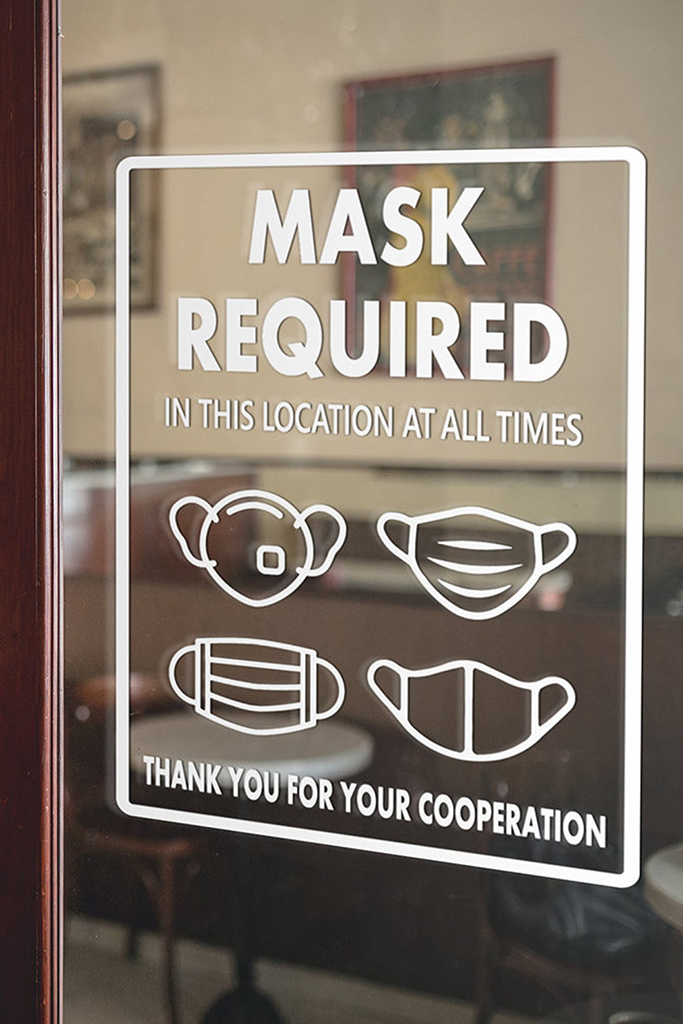 MASK
REQUIRED
IN THIS LOCATION AT ALL TIMES
THANK YOU FOR YOUR COOPERATION